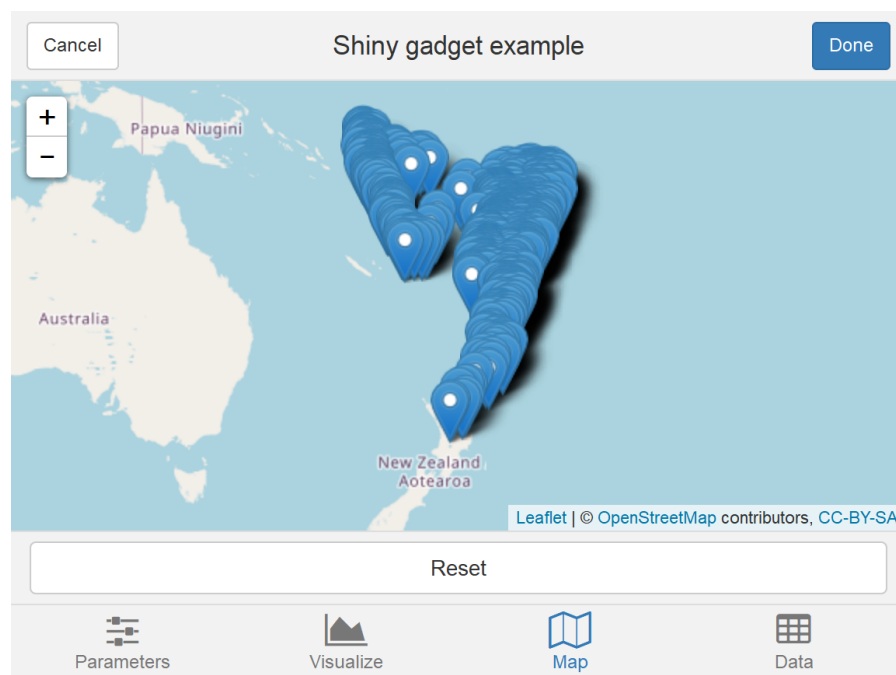 Cancel
Shiny gadget example
Done
+
Papua Niugini
−
Australia
New Zealand
Aotearoa
Leaflet | © OpenStreetMap contributors, CC-BY-SA
Reset
Parameters
Visualize
Map
Data